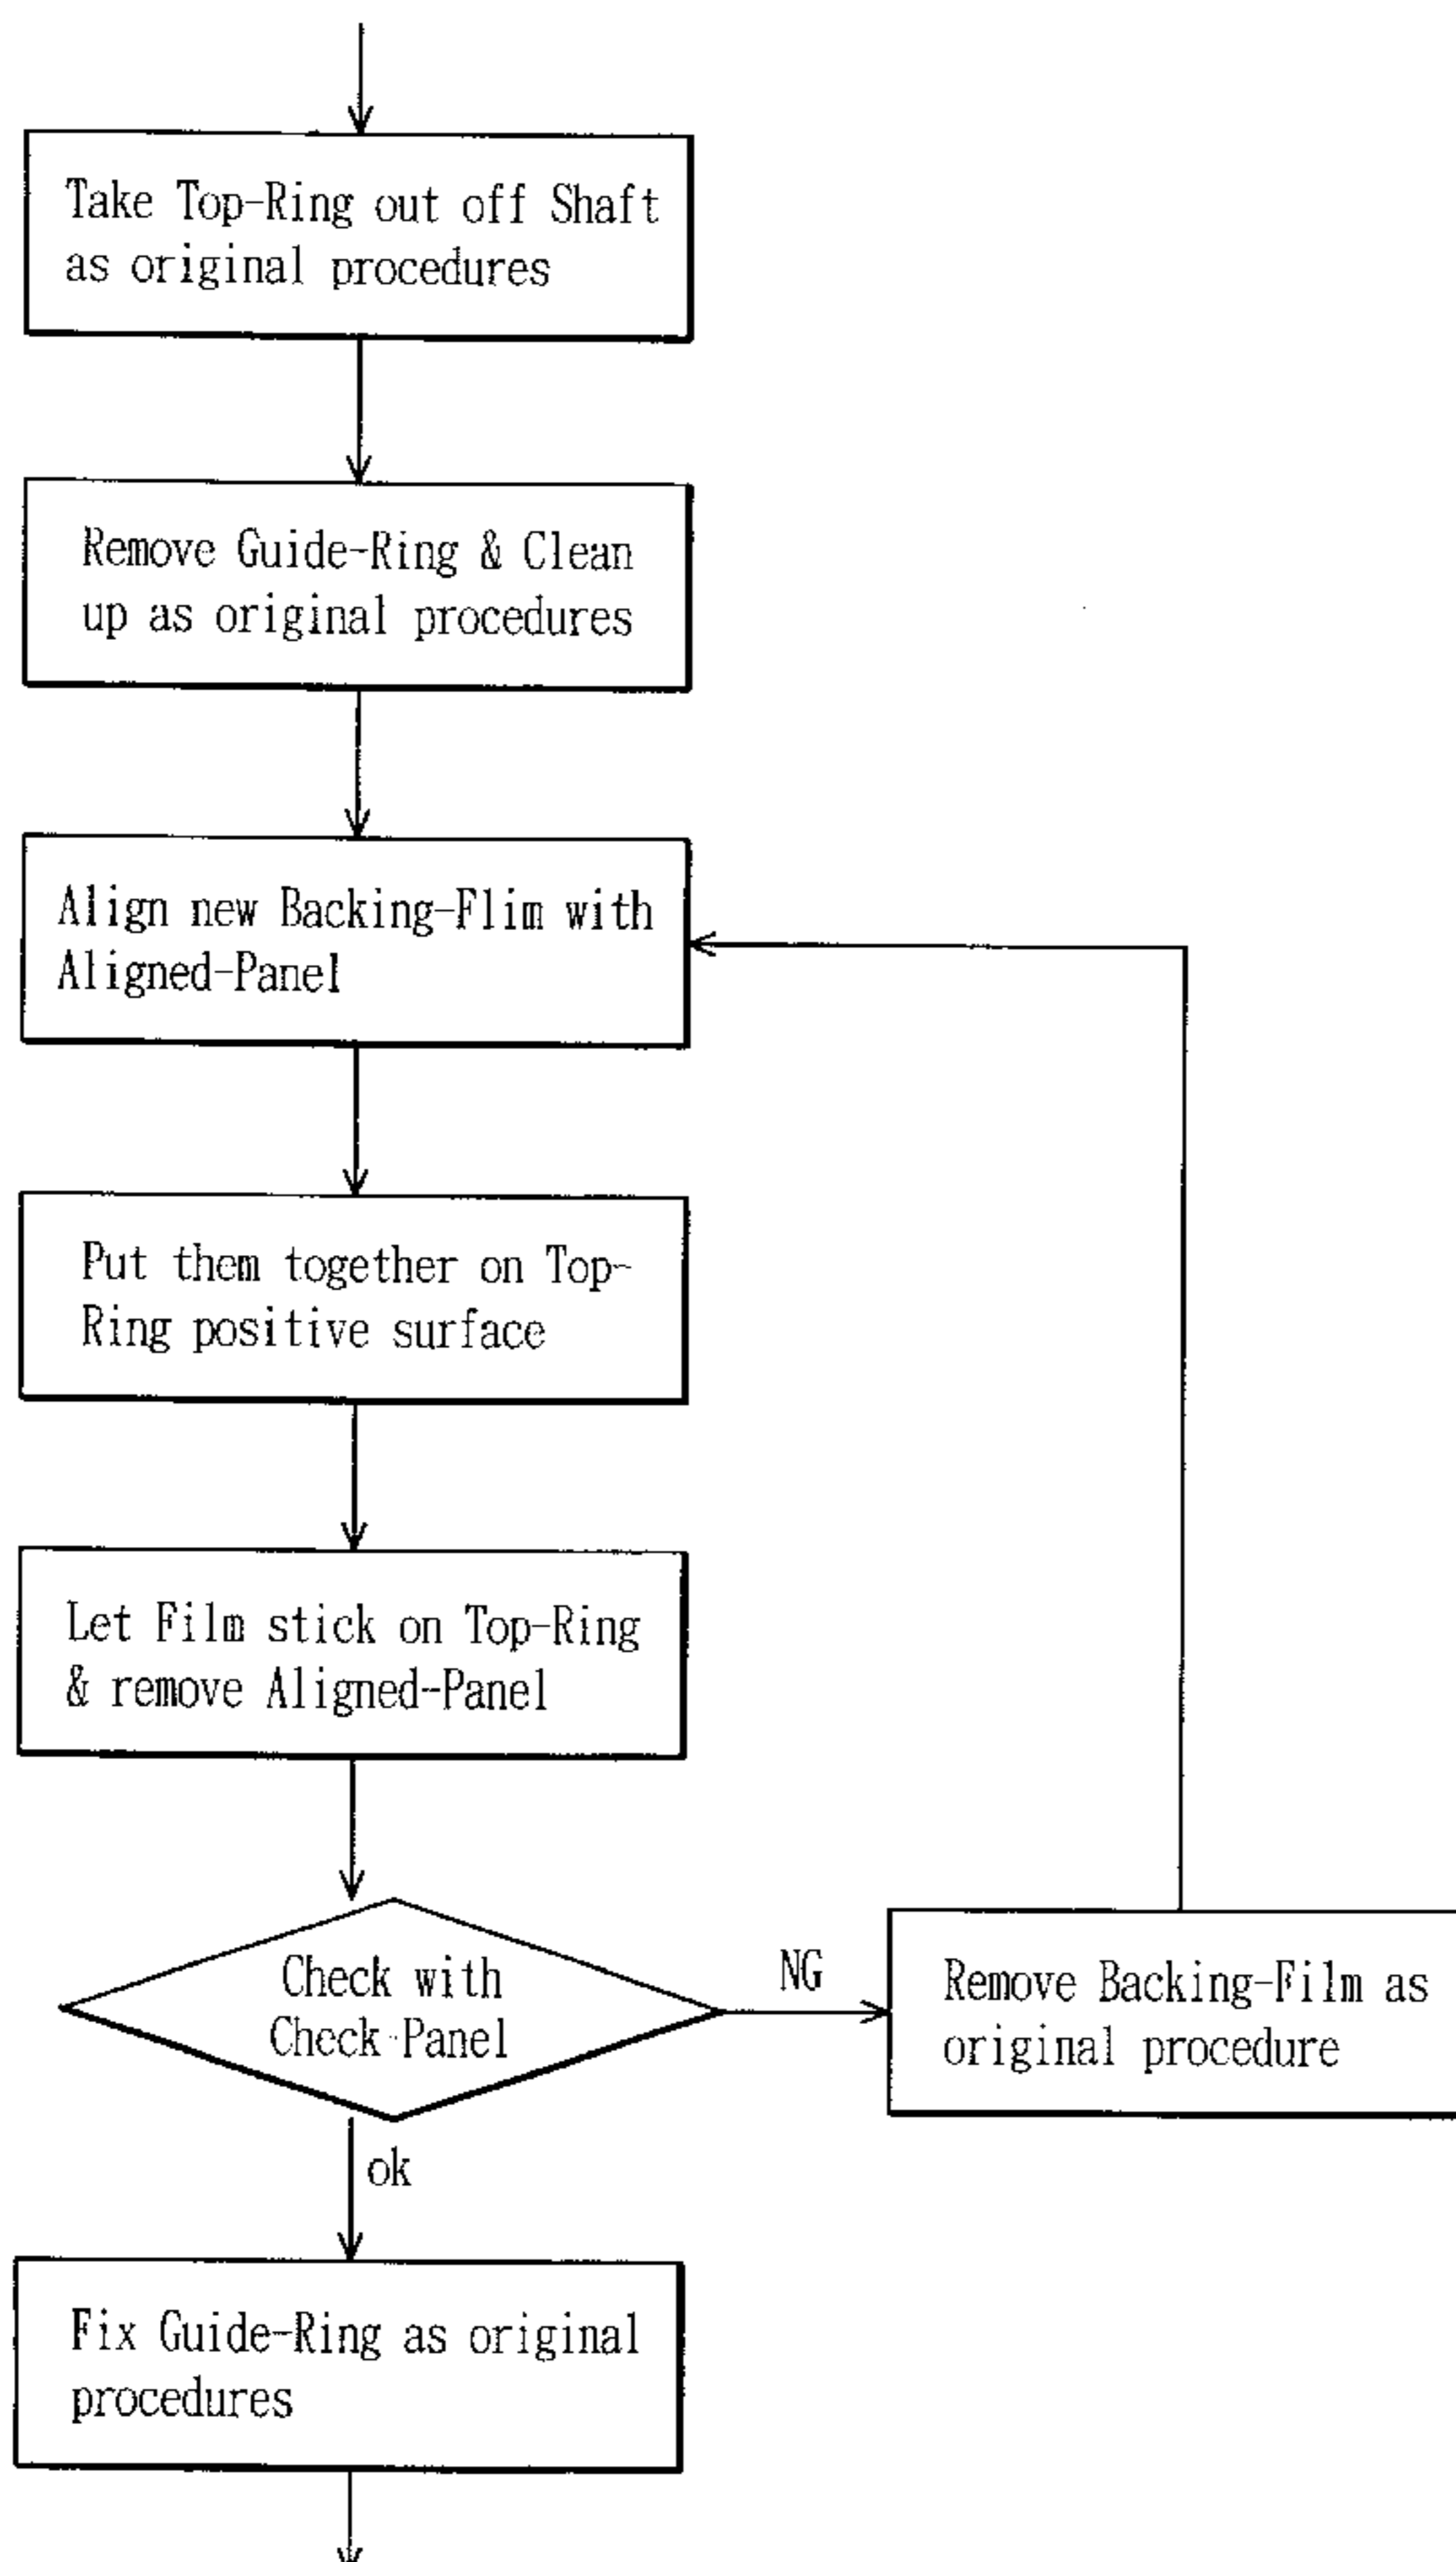 Take Top-Ring out off Shaft
as original procedures
Remove Guide-Ring & Clean
up as original procedures
Align new Backing-Flim with
Aligned-Panel
Put them together on Top-
Ring positive surface
Let Film stick on Top-Ring
& remove Aligned-Panel
Check with
Check-Panel
NG
Remove Backing-Film as
original procedure
ok
Fix Guide-Ring as original
procedures